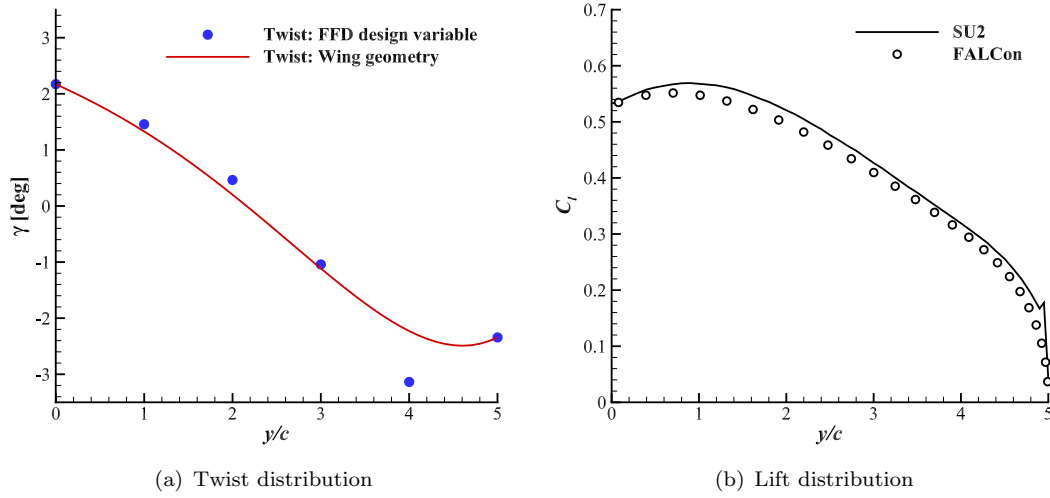 Twist: FFD design variable
Twist: Wing geometry
3
2
1
0
-1
-2
-3
γ [deg]
0 1 2 3 4 5
y/c
(a) Twist distribution
SU2
FALCon
0.7
0.6
0.5
0.4
0.3
0.2
0.1
0
C_l
0 1 2 3 4 5
y/c
(b) Lift distribution